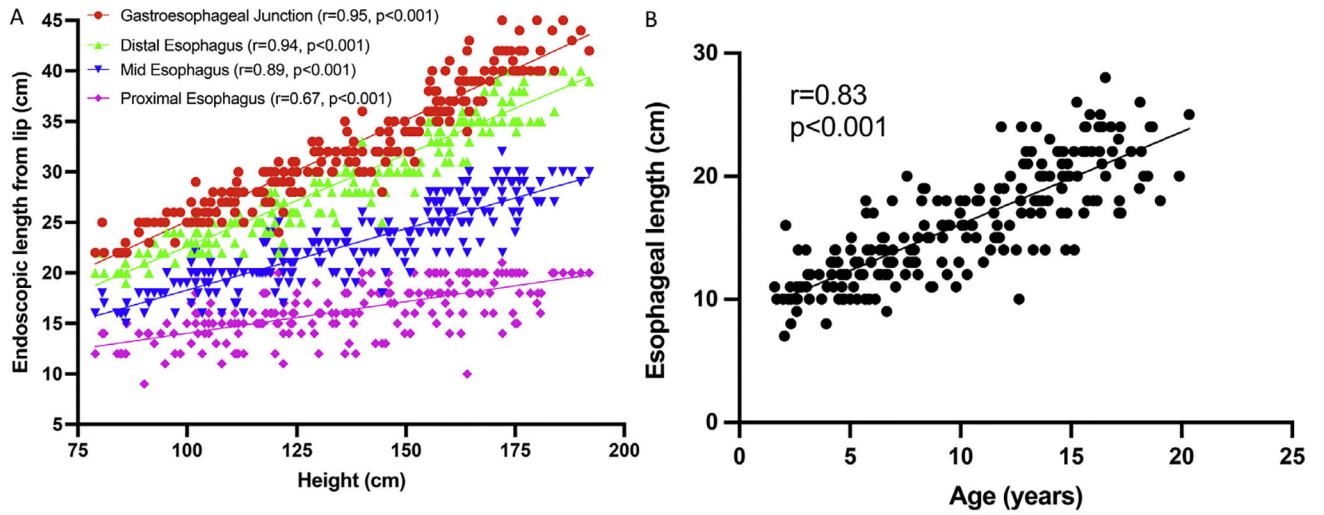 A
Gastroesophageal Junction (r=0.95, p<0.001)
Distal Esophagus (r=0.94, p<0.001)
Mid Esophagus (r=0.89, p<0.001)
Proximal Esophagus (r=0.67, p<0.001)
Endoscopic length from lip (cm)
45
40
35
30
25
20
15
10
5
75
100
125
150
175
200
Height (cm)
B
r=0.83
p<0.001
Esophageal length (cm)
30
20
10
0
0
5
10
15
20
25
Age (years)